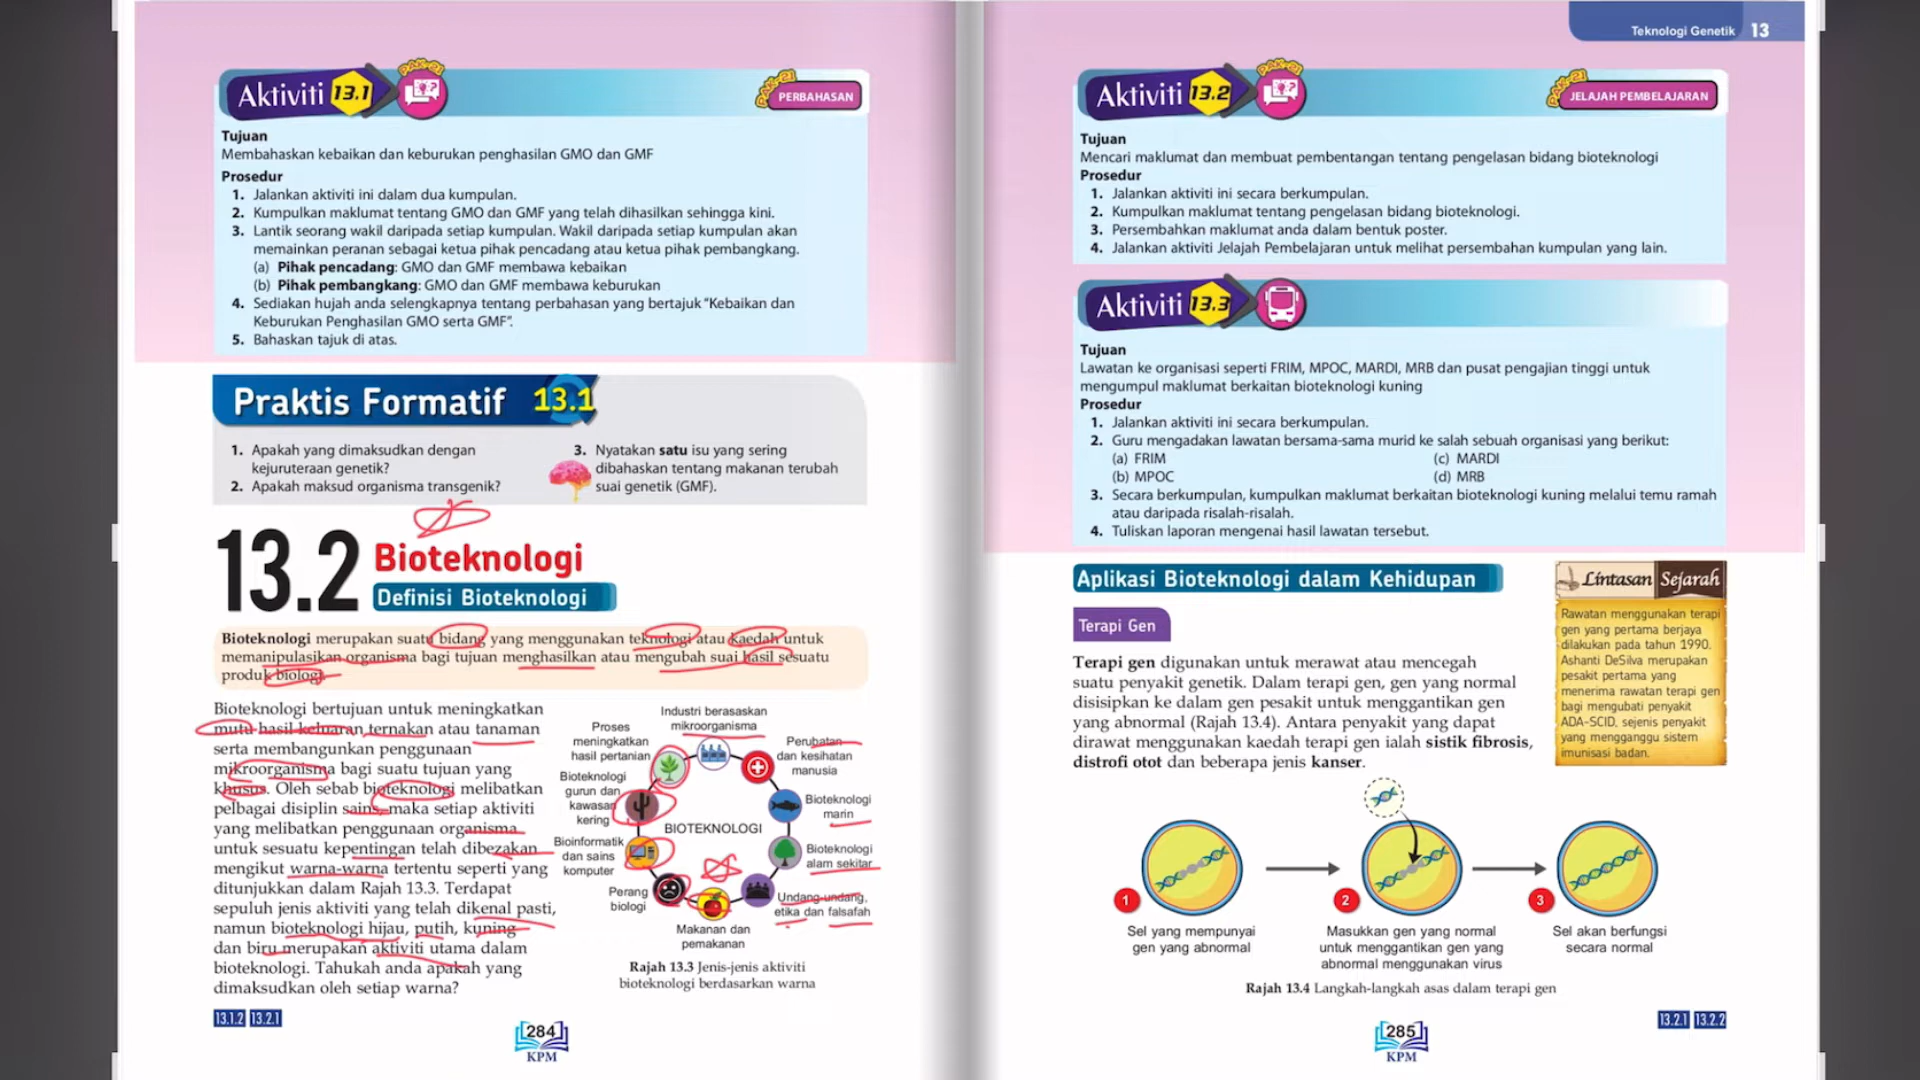 Aktiviti 13.1
PAK-21
PAK-21 PERBAHASAN
Tujuan
Membahaskan kebaikan dan keburukan penghasilan GMO dan GMF
Prosedur
1. Jalankan aktiviti ini dalam dua kumpulan.
2. Kumpulkan maklumat tentang GMO dan GMF yang telah dihasilkan sehingga kini.
3. Lantik seorang wakil daripada setiap kumpulan. Wakil daripada setiap kumpulan akan
memainkan peranan sebagai ketua pihak pencadang atau ketua pihak pembangkang.
(a) Pihak pencadang: GMO dan GMF membawa kebaikan
(b) Pihak pembangkang: GMO dan GMF membawa keburukan
4. Sediakan hujah anda selengkapnya tentang perbahasan yang bertajuk “Kebaikan dan
Keburukan Penghasilan GMO serta GMF”.
5. Bahaskan tajuk di atas.
Praktis Formatif 13.1
1. Apakah yang dimaksudkan dengan
kejuruteraan genetik?
2. Apakah maksud organisma transgenik?
3. Nyatakan satu isu yang sering
dibahaskan tentang makanan terubah
suai genetik (GMF).
13.2 Bioteknologi
Definisi Bioteknologi
Bioteknologi merupakan suatu bidang yang menggunakan teknologi atau kaedah untuk
memanipulasikan organisma bagi tujuan menghasilkan atau mengubah suai hasil sesuatu
produk biologi.
Bioteknologi bertujuan untuk meningkatkan
mutu hasil keluaran ternakan atau tanaman
serta membangunkan penggunaan
mikroorganisma bagi suatu tujuan yang
khusus. Oleh sebab bioteknologi melibatkan
pelbagai disiplin sains, maka setiap aktiviti
yang melibatkan penggunaan organisma
untuk sesuatu kepentingan telah dibezakan
mengikut warna-warna tertentu seperti yang
ditunjukkan dalam Rajah 13.3. Terdapat
sepuluh jenis aktiviti yang telah dikenal pasti,
namun bioteknologi hijau, putih, kuning
dan biru merupakan aktiviti utama dalam
bioteknologi. Tahukah anda apakah yang
dimaksudkan oleh setiap warna?
Industri berasaskan
mikroorganisma
Proses
meningkatkan
hasil pertanian
Perubatan
dan kesihatan
manusia
Bioteknologi
gurun dan
kawasan
kering
Bioteknologi
marin
BIOTEKNOLOGI
Bioinformatik
dan sains
komputer
Bioteknologi
alam sekitar
Perang
biologi
Undang-undang,
etika dan falsafah
Makanan dan
pemakanan
Rajah 13.3 Jenis-jenis aktiviti
bioteknologi berdasarkan warna
13.1.2 13.2.1
284
KPM
Teknologi Genetik 13
Aktiviti 13.2
PAK-21
PAK-21 JELAJAH PEMBELAJARAN
Tujuan
Mencari maklumat dan membuat pembentangan tentang pengelasan bidang bioteknologi
Prosedur
1. Jalankan aktiviti ini secara berkumpulan.
2. Kumpulkan maklumat tentang pengelasan bidang bioteknologi.
3. Persembahkan maklumat anda dalam bentuk poster.
4. Jalankan aktiviti Jelajah Pembelajaran untuk melihat persembahan kumpulan yang lain.
Aktiviti 13.3
Tujuan
Lawatan ke organisasi seperti FRIM, MPOC, MARDI, MRB dan pusat pengajian tinggi untuk
mengumpul maklumat berkaitan bioteknologi kuning
Prosedur
1. Jalankan aktiviti ini secara berkumpulan.
2. Guru mengadakan lawatan bersama-sama murid ke salah sebuah organisasi yang berikut:
(a) FRIM (c) MARDI
(b) MPOC (d) MRB
3. Secara berkumpulan, kumpulkan maklumat berkaitan bioteknologi kuning melalui temu ramah
atau daripada risalah-risalah.
4. Tuliskan laporan mengenai hasil lawatan tersebut.
Aplikasi Bioteknologi dalam Kehidupan
Terapi Gen
Terapi gen digunakan untuk merawat atau mencegah
suatu penyakit genetik. Dalam terapi gen, gen yang normal
disisipkan ke dalam gen pesakit untuk menggantikan gen
yang abnormal (Rajah 13.4). Antara penyakit yang dapat
dirawat menggunakan kaedah terapi gen ialah sistik fibrosis,
distrofi otot dan beberapa jenis kanser.
Lintasan Sejarah
Rawatan menggunakan terapi
gen yang pertama berjaya
dilakukan pada tahun 1990.
Ashanti DeSilva merupakan
pesakit pertama yang
menerima rawatan terapi gen
bagi mengubati penyakit
ADA-SCID, sejenis penyakit
yang mengganggu sistem
imunisasi badan.
1
Sel yang mempunyai
gen yang abnormal
2
Masukkan gen yang normal
untuk menggantikan gen yang
abnormal menggunakan virus
3
Sel akan berfungsi
secara normal
Rajah 13.4 Langkah-langkah asas dalam terapi gen
285
KPM
13.2.1 13.2.2